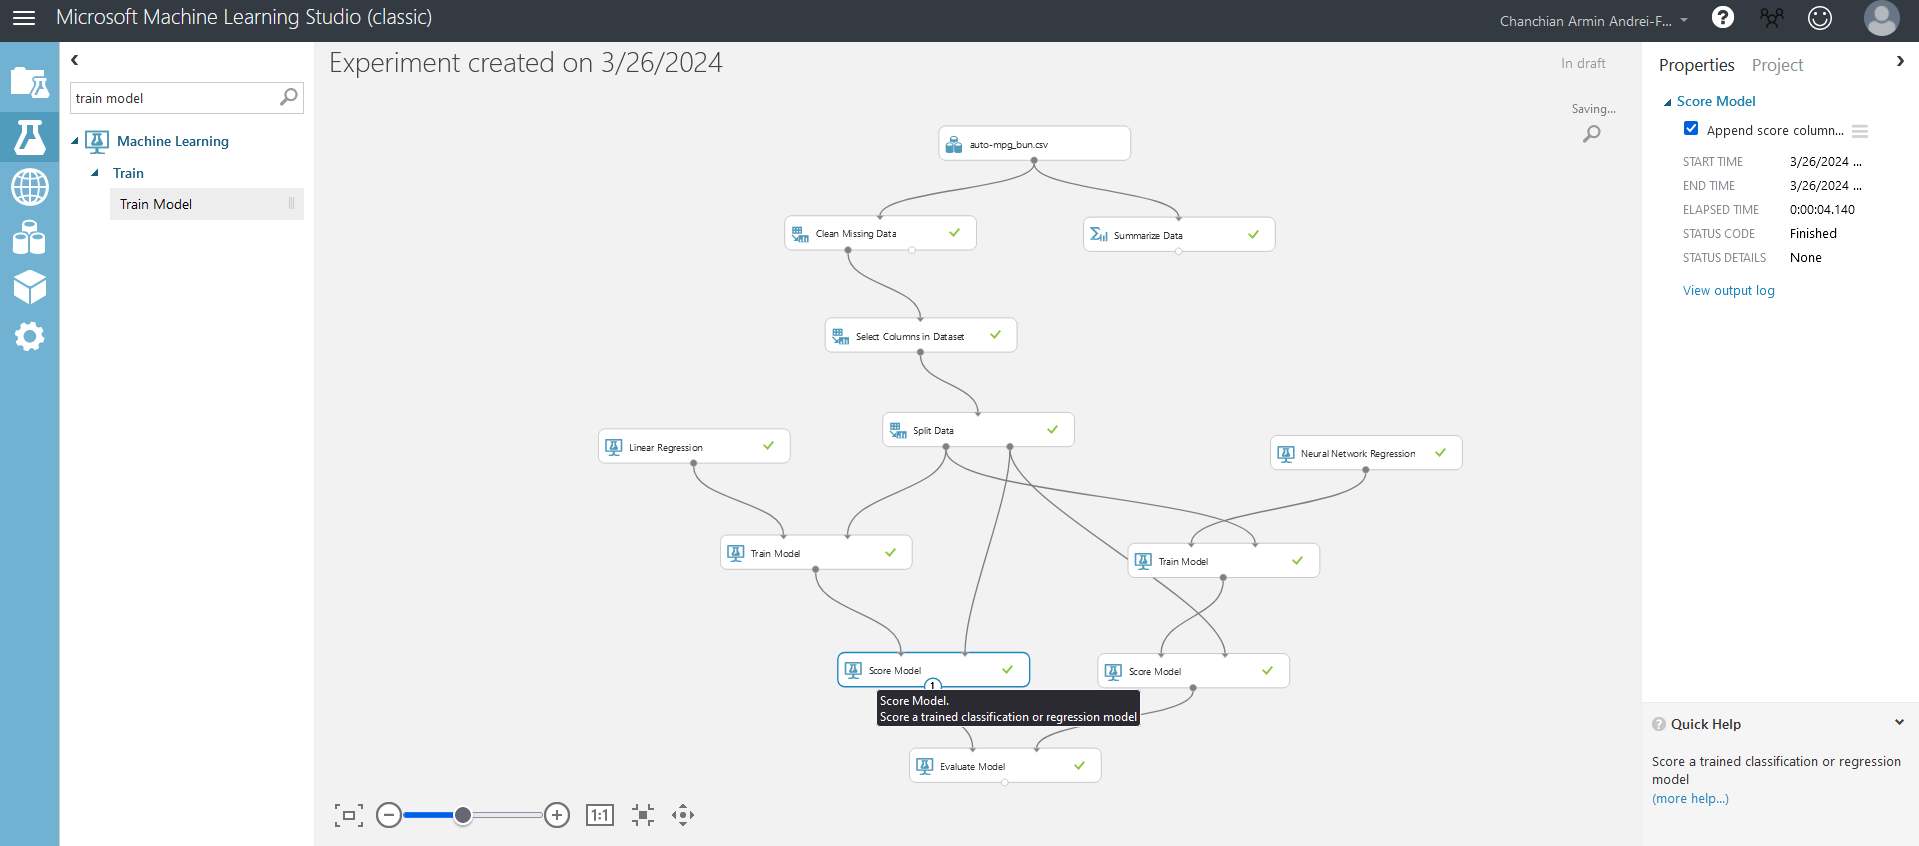 Microsoft Machine Learning Studio (classic)
Chanchian Armin Andrei-F...
?
train model
Machine Learning
Train
Train Model
Experiment created on 3/26/2024
In draft
Saving...
auto-mpg_bun.csv
Clean Missing Data
Summarize Data
Select Columns in Dataset
Split Data
Linear Regression
Neural Network Regression
Train Model
Train Model
Score Model
Score Model
1
Score Model.
Score a trained classification or regression model
Evaluate Model
1:1
Properties Project
Score Model
Append score column...
START TIME 3/26/2024 ...
END TIME 3/26/2024 ...
ELAPSED TIME 0:00:04.140
STATUS CODE Finished
STATUS DETAILS None
View output log
? Quick Help
Score a trained classification or regression
model
(more help...)